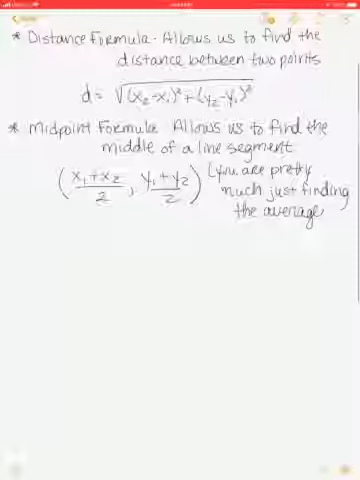 * Distance Formula - Allows us to find the
distance between two points
d = √(x₂-x₁)² + (y₂-y₁)²
* Midpoint Formula Allows us to find the
middle of a line segment
(x₁+x₂/2, y₁+y₂/2) (you are pretty
much just finding
the average